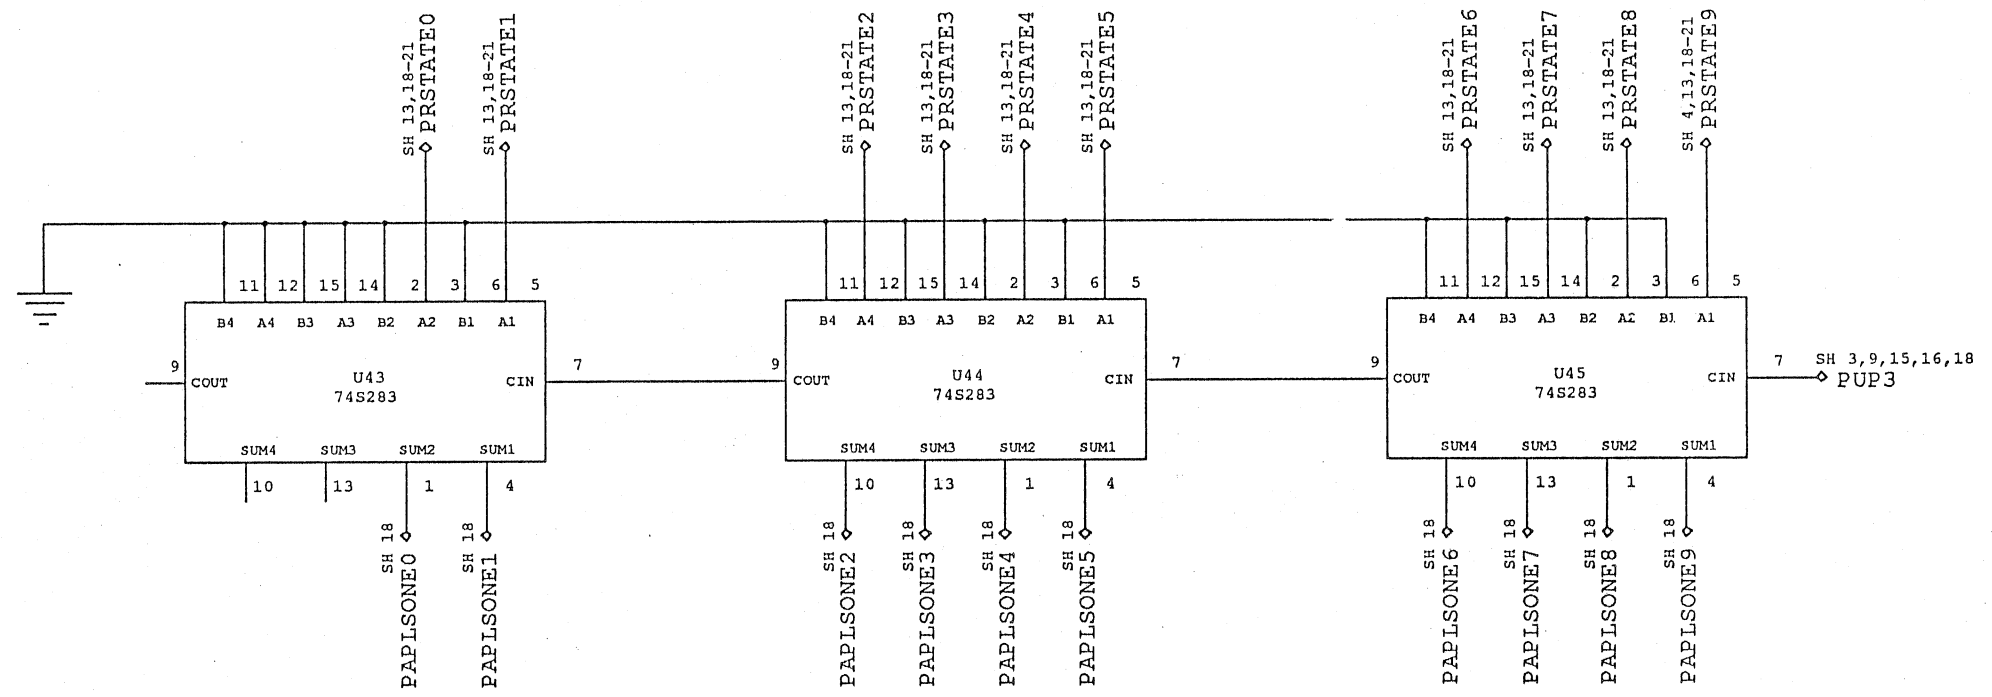 SH 13,18-21
PRSTATE0
SH 13,18-21
PRSTATE1
SH 13,18-21
PRSTATE2
SH 13,18-21
PRSTATE3
SH 13,18-21
PRSTATE4
SH 13,18-21
PRSTATE5
SH 13,18-21
PRSTATE6
SH 13,18-21
PRSTATE7
SH 13,18-21
PRSTATE8
SH 4,13,18-21
PRSTATE9
11 12 15 14 2 3 6 5
B4 A4 B3 A3 B2 A2 B1 A1
9
COUT
U43
74S283
CIN
7
SUM4 SUM3 SUM2 SUM1
10 13 1 4
11 12 15 14 2 3 6 5
B4 A4 B3 A3 B2 A2 B1 A1
9
COUT
U44
74S283
CIN
7
SUM4 SUM3 SUM2 SUM1
10 13 1 4
11 12 15 14 2 3 6 5
B4 A4 B3 A3 B2 A2 B1 A1
9
COUT
U45
74S283
CIN
7
SH 3,9,15,16,18
PUP3
SUM4 SUM3 SUM2 SUM1
10 13 1 4
SH 18
PAPLSONE0
SH 18
PAPLSONE1
SH 18
PAPLSONE2
SH 18
PAPLSONE3
SH 18
PAPLSONE4
SH 18
PAPLSONE5
SH 18
PAPLSONE6
SH 18
PAPLSONE7
SH 18
PAPLSONE8
SH 18
PAPLSONE9